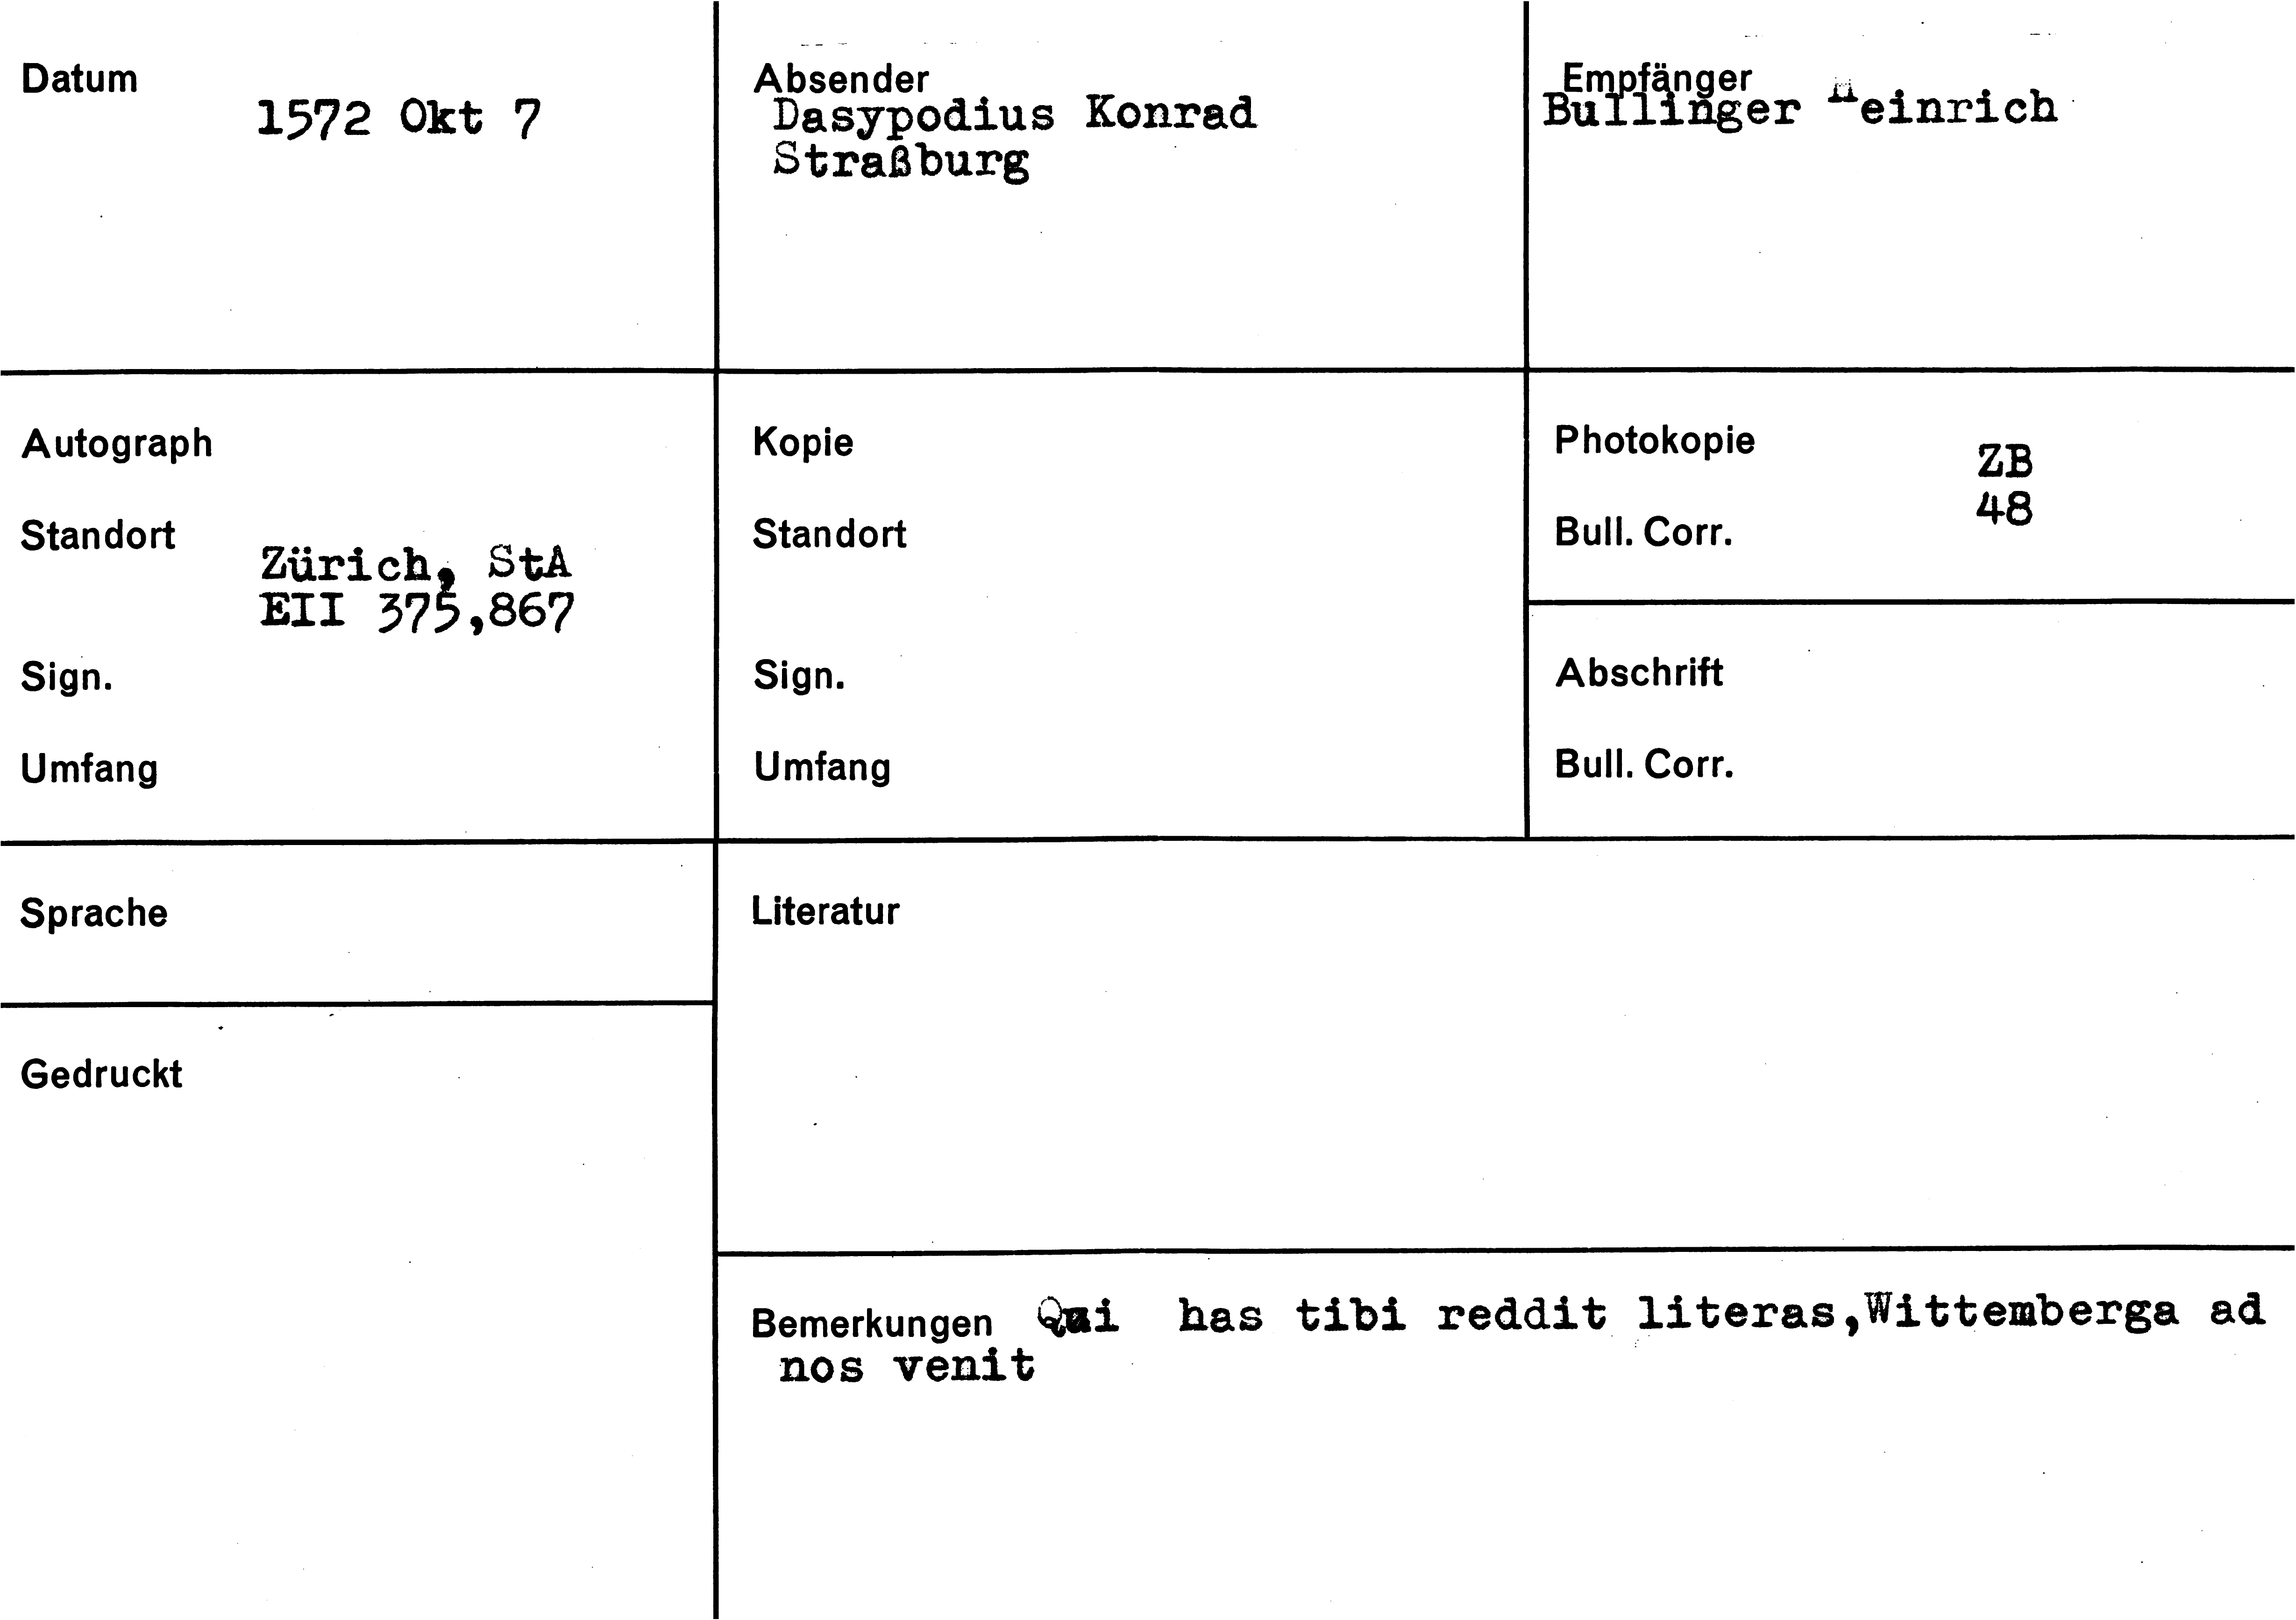 Datum
1572 Okt 7
Absender
Dasypodius Konrad
Straßburg
Empfänger
Bullinger Heinrich
Autograph
Standort
Zürich, StA
EII 375,867
Sign.
Umfang
Kopie
Standort
Sign.
Umfang
Photokopie
ZB
48
Bull. Corr.
Abschrift
Bull. Corr.
Sprache
Literatur
Gedruckt
Bemerkungen Qui has tibi reddit literas,Wittemberga ad
nos venit